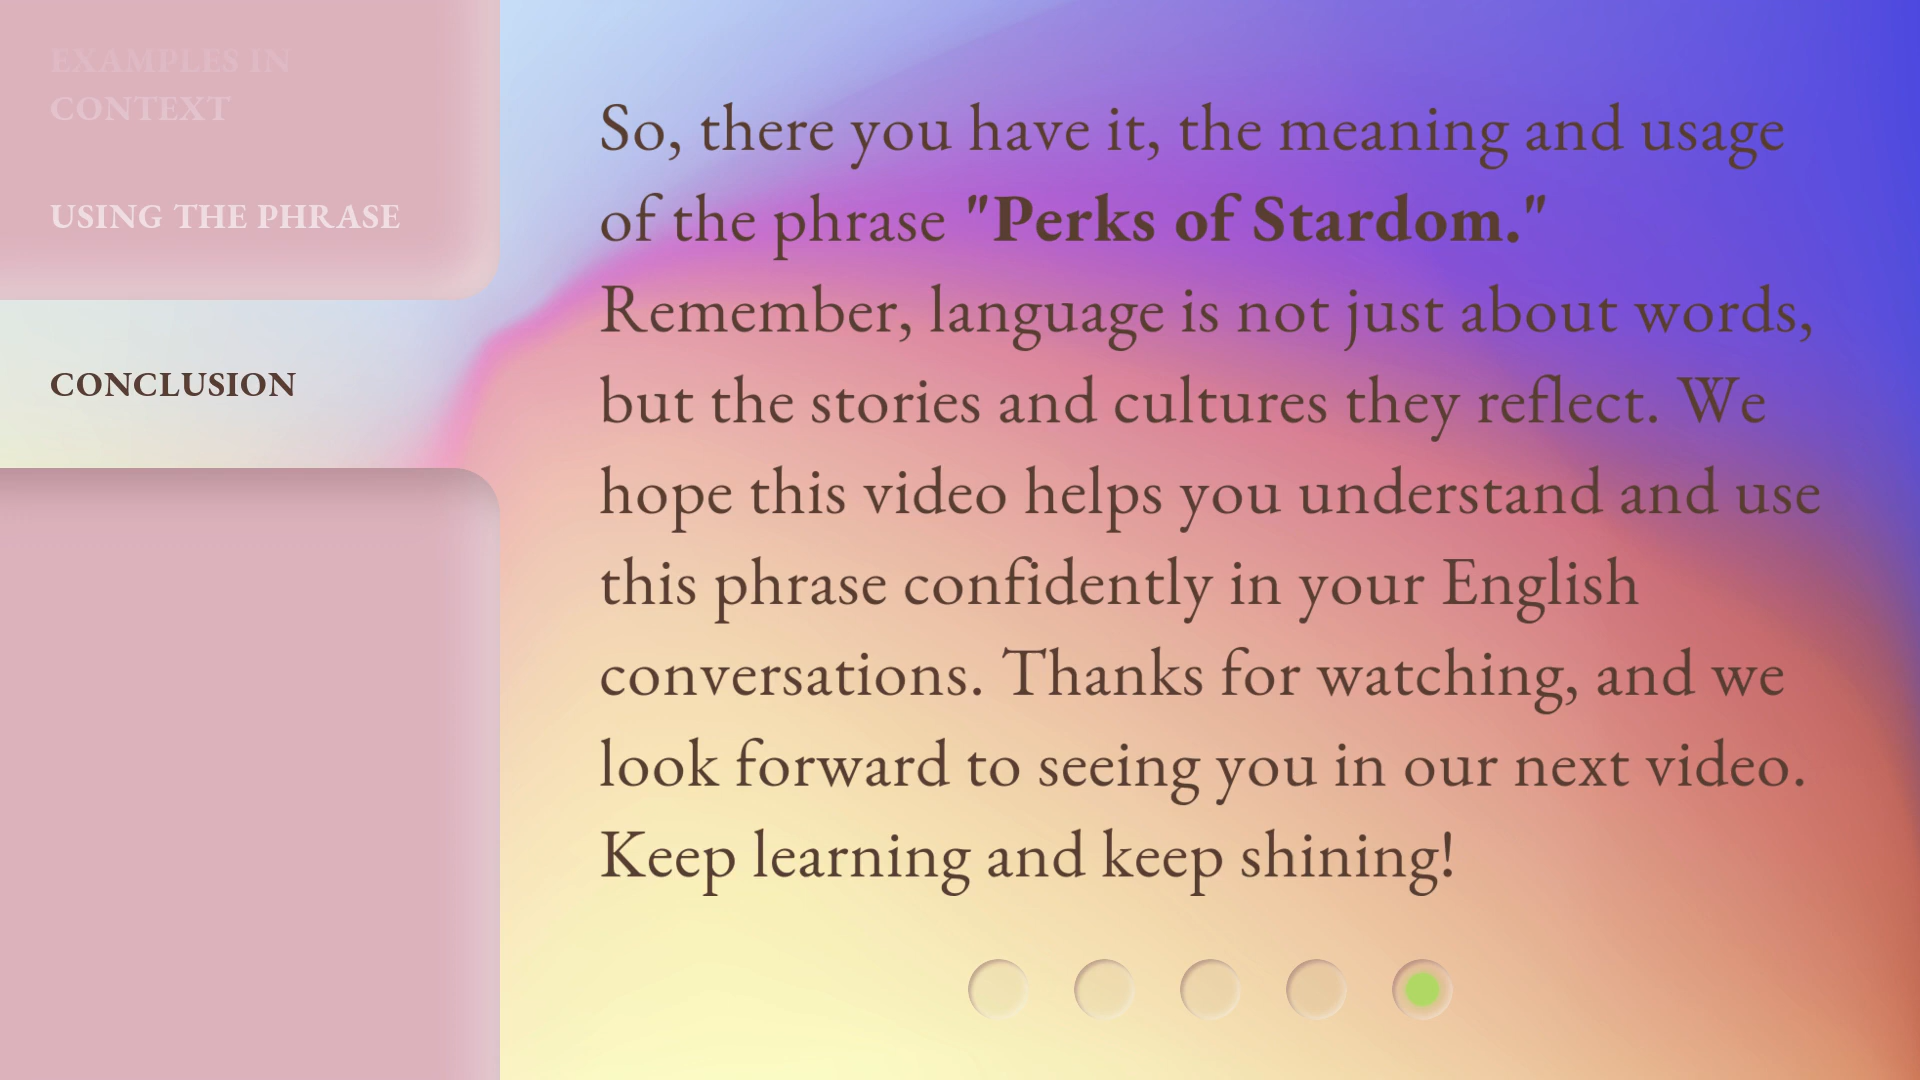 EXAMPLES IN
CONTEXT
USING THE PHRASE
CONCLUSION
So, there you have it, the meaning and usage
of the phrase "Perks of Stardom."
Remember, language is not just about words,
but the stories and cultures they reflect. We
hope this video helps you understand and use
this phrase confidently in your English
conversations. Thanks for watching, and we
look forward to seeing you in our next video.
Keep learning and keep shining!